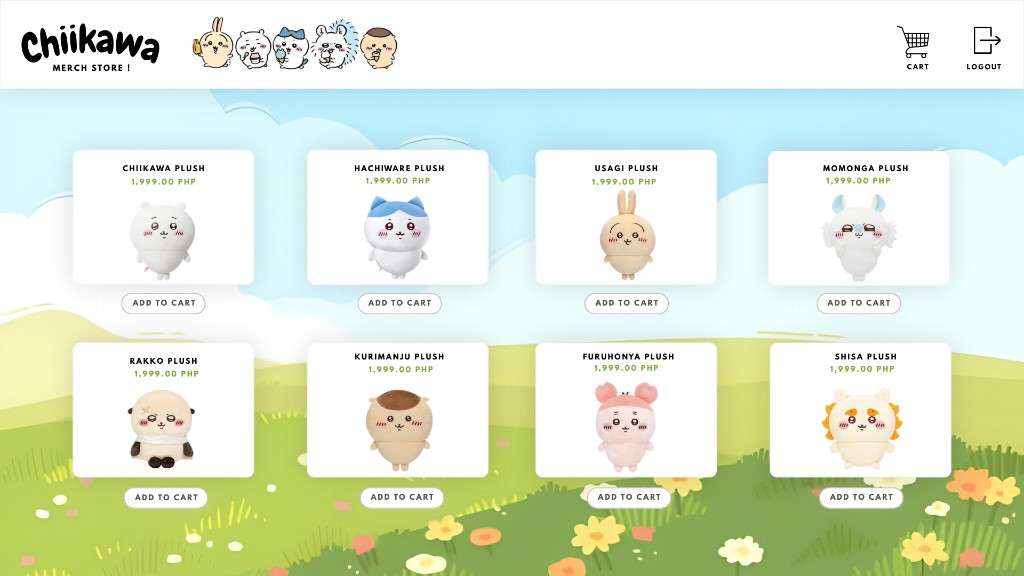 Chiikawa
MERCH STORE !
CART
LOGOUT
CHIIKAWA PLUSH
1,999.00 PHP
ADD TO CART
HACHIWARE PLUSH
1,999.00 PHP
ADD TO CART
USAGI PLUSH
1,999.00 PHP
ADD TO CART
MOMONGA PLUSH
1,999.00 PHP
ADD TO CART
RAKKO PLUSH
1,999.00 PHP
ADD TO CART
KURIMANJU PLUSH
1,999.00 PHP
ADD TO CART
FURUHONYA PLUSH
1,999.00 PHP
ADD TO CART
SHISA PLUSH
1,999.00 PHP
ADD TO CART